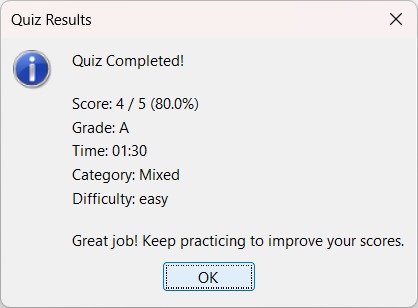 Quiz Results
Quiz Completed!
Score: 4 / 5 (80.0%)
Grade: A
Time: 01:30
Category: Mixed
Difficulty: easy
Great job! Keep practicing to improve your scores.
OK